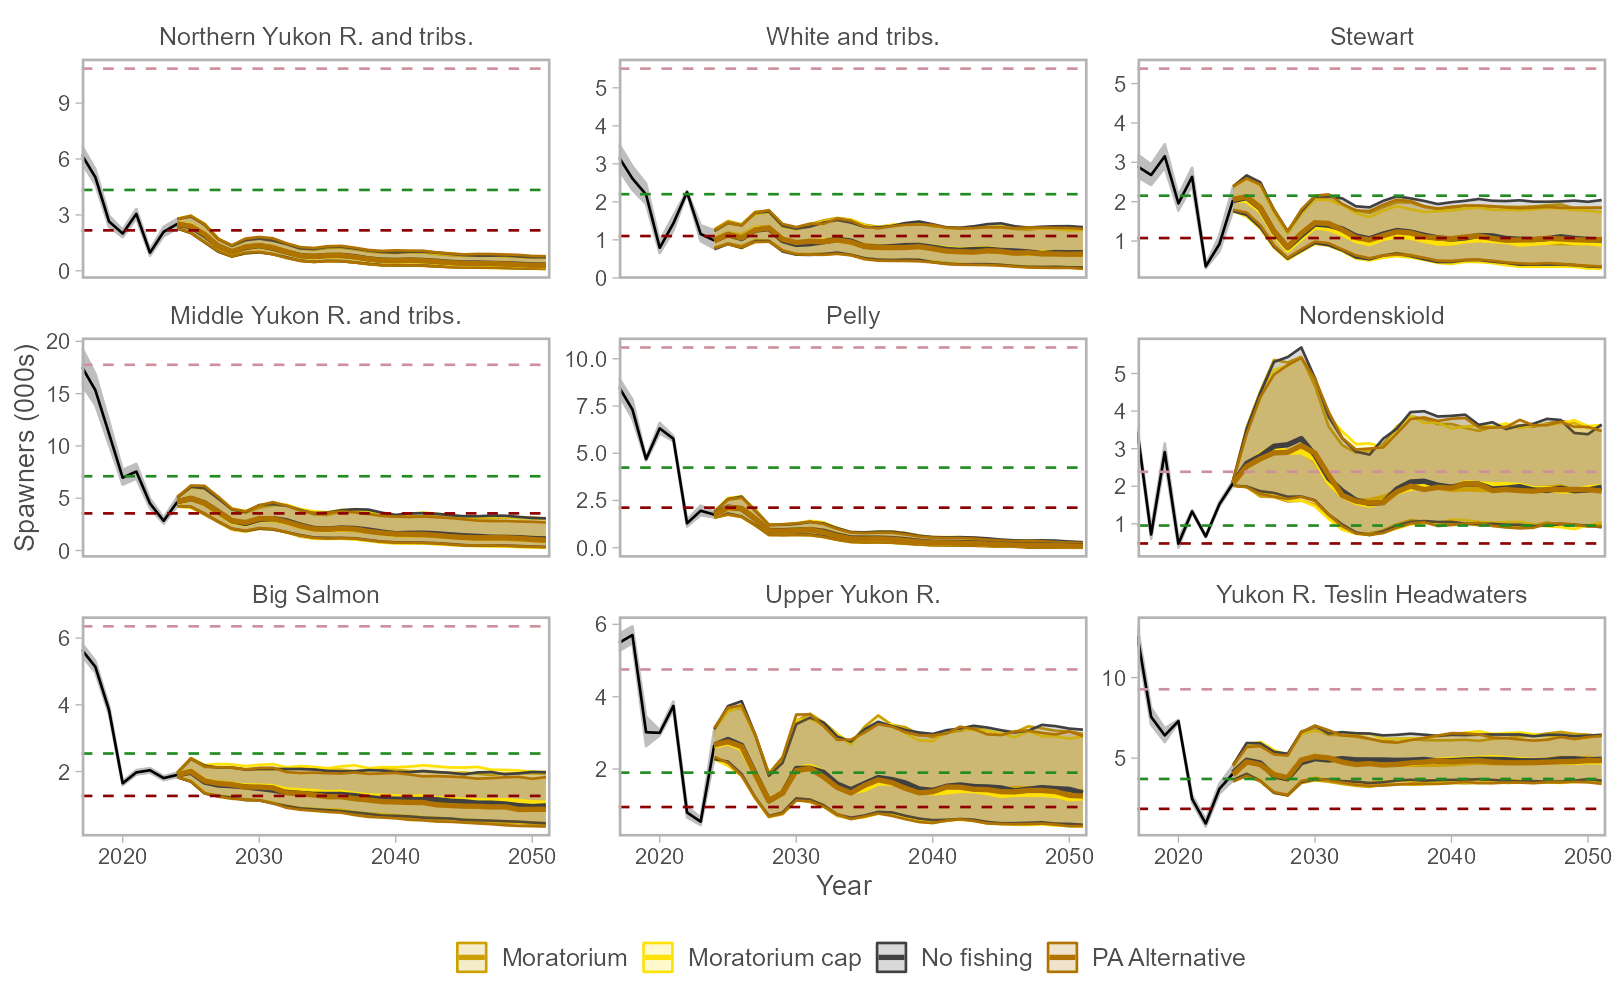 Northern Yukon R. and tribs.
White and tribs.
Stewart
9
6
3
0
5
4
3
2
1
0
5
4
3
2
1
Middle Yukon R. and tribs.
Pelly
Nordenskiold
20
15
10
5
0
10.0
7.5
5.0
2.5
0.0
5
4
3
2
1
Spawners (000s)
Big Salmon
Upper Yukon R.
Yukon R. Teslin Headwaters
6
4
2
6
4
2
10
5
2020 2030 2040 2050
2020 2030 2040 2050
2020 2030 2040 2050
Year
Moratorium Moratorium cap No fishing PA Alternative